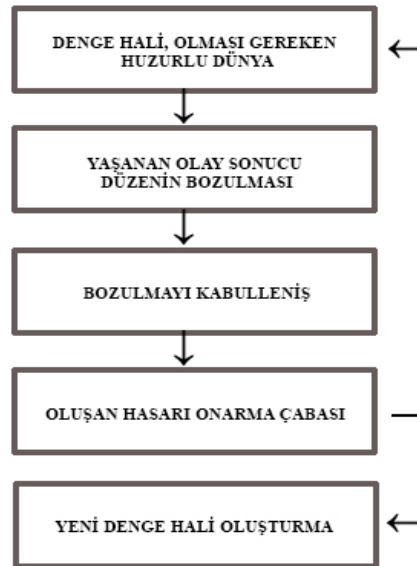 DENGE HALİ, OLMASI GEREKEN
HUZURLU DÜNYA
YAŞANAN OLAY SONUCU
DÜZENİN BOZULMASI
BOZULMAYI KABULLENİŞ
OLUŞAN HASARI ONARMA ÇABASI
YENİ DENGE HALİ OLUŞTURMA